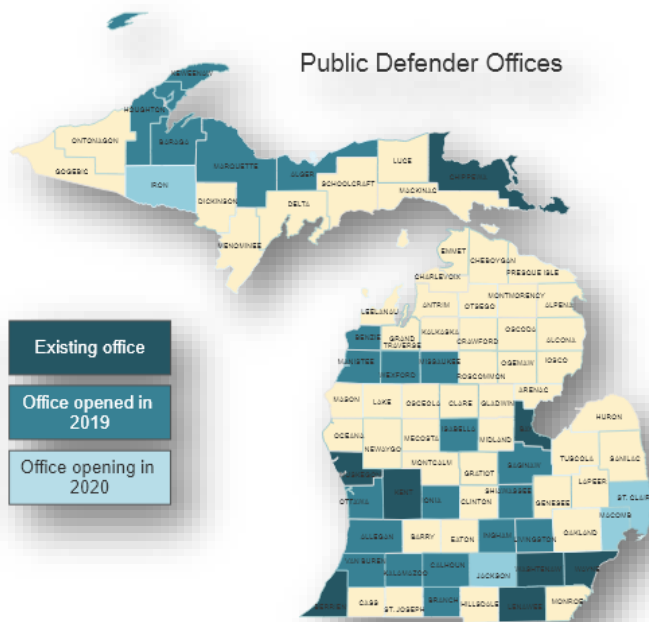 Public Defender Offices
KEWEENAW
HOUGHTON
ONTONAGON
BARAGA
GOGEBIC
MARQUETTE
ALGER
LUCE
CHIPPEWA
IRON
SCHOOLCRAFT
MACKINAC
DICKINSON
DELTA
MENOMINEE
EMMET
CHEBOYGAN
PRESQUE ISLE
CHARLEVOIX
ANTRIM
OTSEGO
MONTMORENCY
ALPENA
LEELANAU
BENZIE
GRAND
TRAVERSE
KALKASKA
CRAWFORD
OSCODA
ALCONA
MANISTEE
WEXFORD
MISSAUKEE
ROSCOMMON
OGEMAW
IOSCO
ARENAC
Existing office
Office opened in
2019
Office opening in
2020
MASON
LAKE
OSCEOLA
CLARE
GLADWIN
HURON
OCEANA
NEWAYGO
MECOSTA
ISABELLA
MIDLAND
BAY
TUSCOLA
SANILAC
MUSKEGON
MONTCALM
GRATIOT
SAGINAW
LAPEER
ST. CLAIR
OTTAWA
KENT
IONIA
CLINTON
SHIAWASSEE
GENESEE
MACOMB
ALLEGAN
BARRY
EATON
INGHAM
LIVINGSTON
OAKLAND
VAN BUREN
KALAMAZOO
CALHOUN
JACKSON
WASHTENAW
WAYNE
BERRIEN
CASS
ST. JOSEPH
BRANCH
HILLSDALE
LENAWEE
MONROE